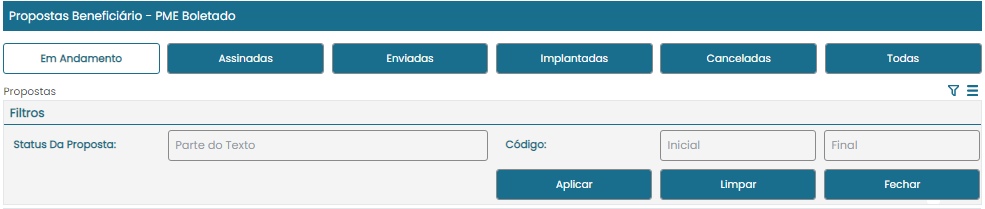 Propostas Beneficiário - PME Boletado
Em Andamento Assinadas Enviadas Implantadas Canceladas Todas
Propostas
Filtros
Status Da Proposta: Parte do Texto Código: Inicial Final
Aplicar Limpar Fechar